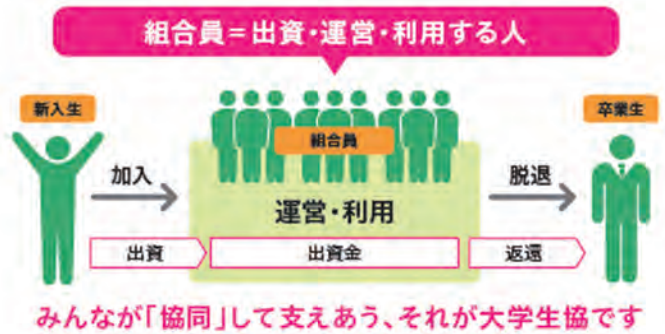 組合員＝出資・運営・利用する人
新入生
卒業生
組合員
加入
脱退
運営・利用
出資
出資金
返還
みんなが「協同」して支えあう、それが大学生協です